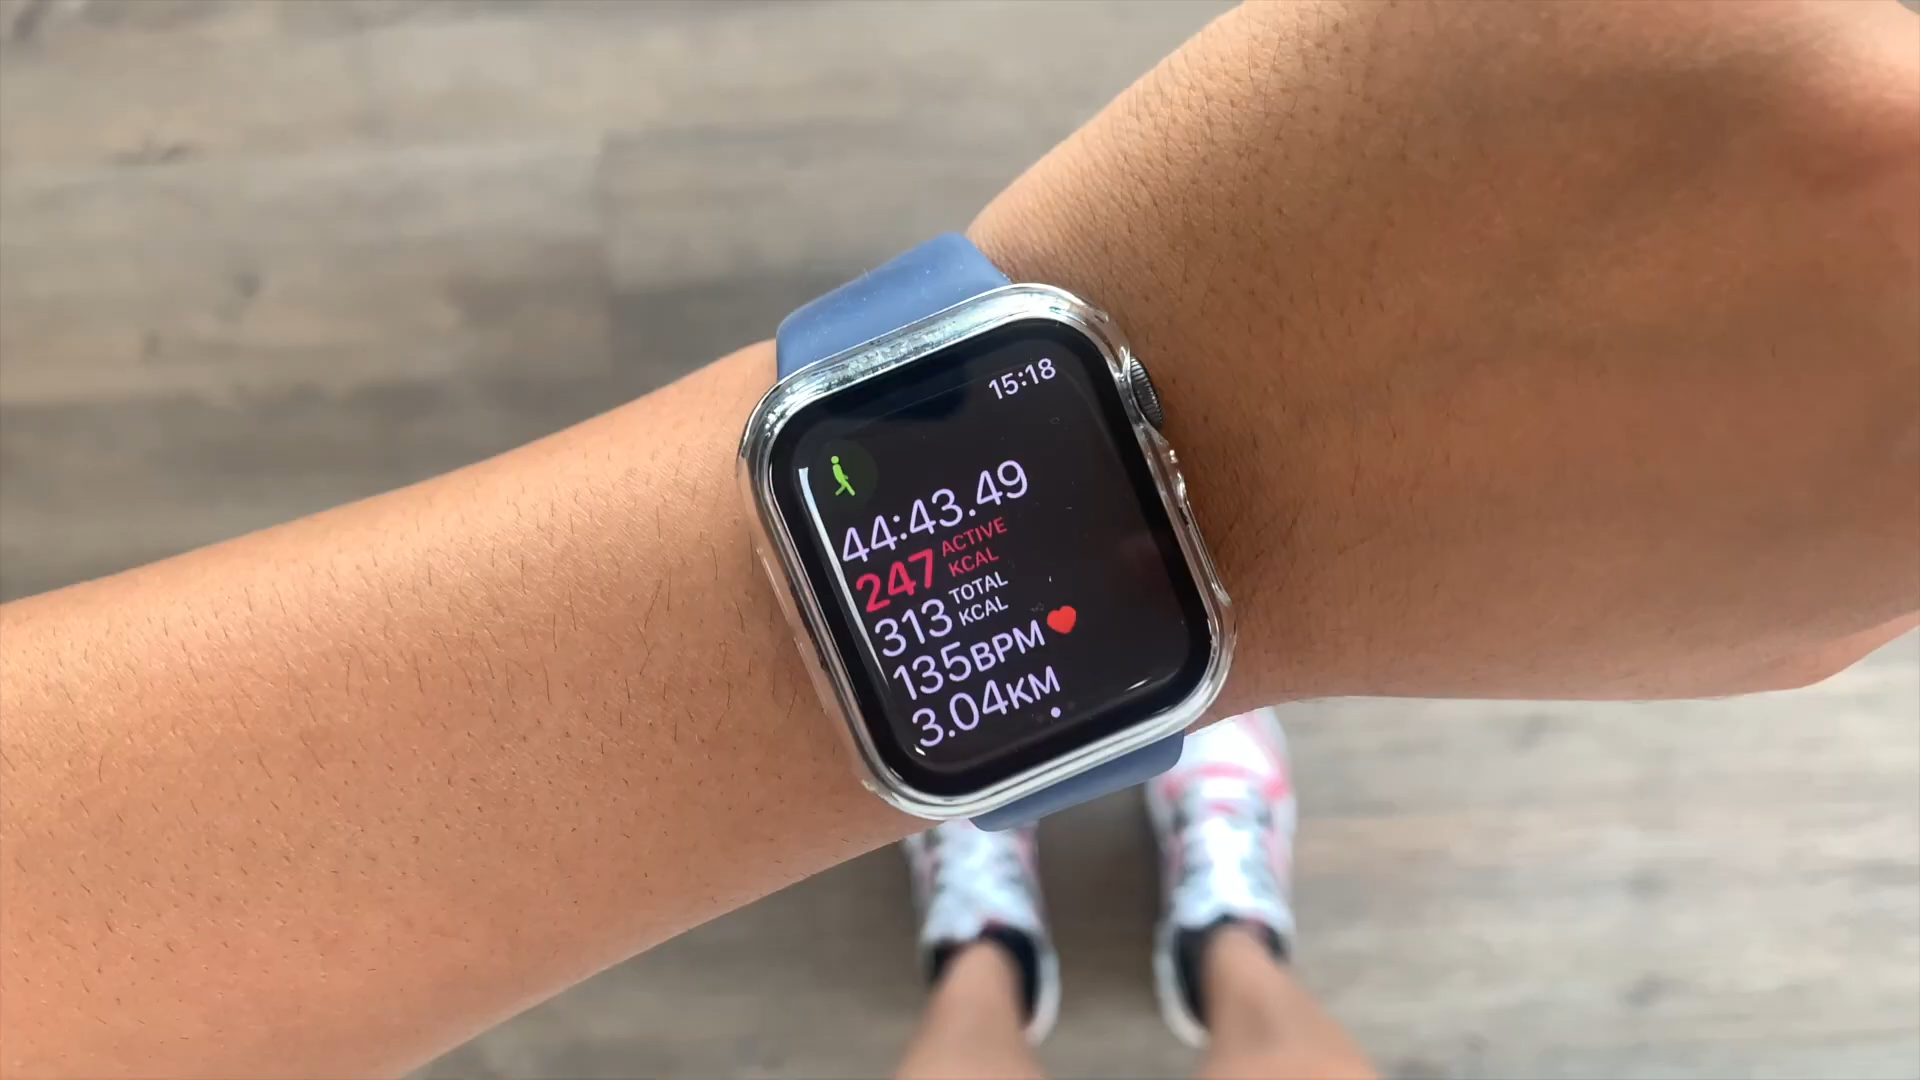 15:18
44:43.49
247 ACTIVE KCAL
313 TOTAL KCAL
135BPM
3.04KM